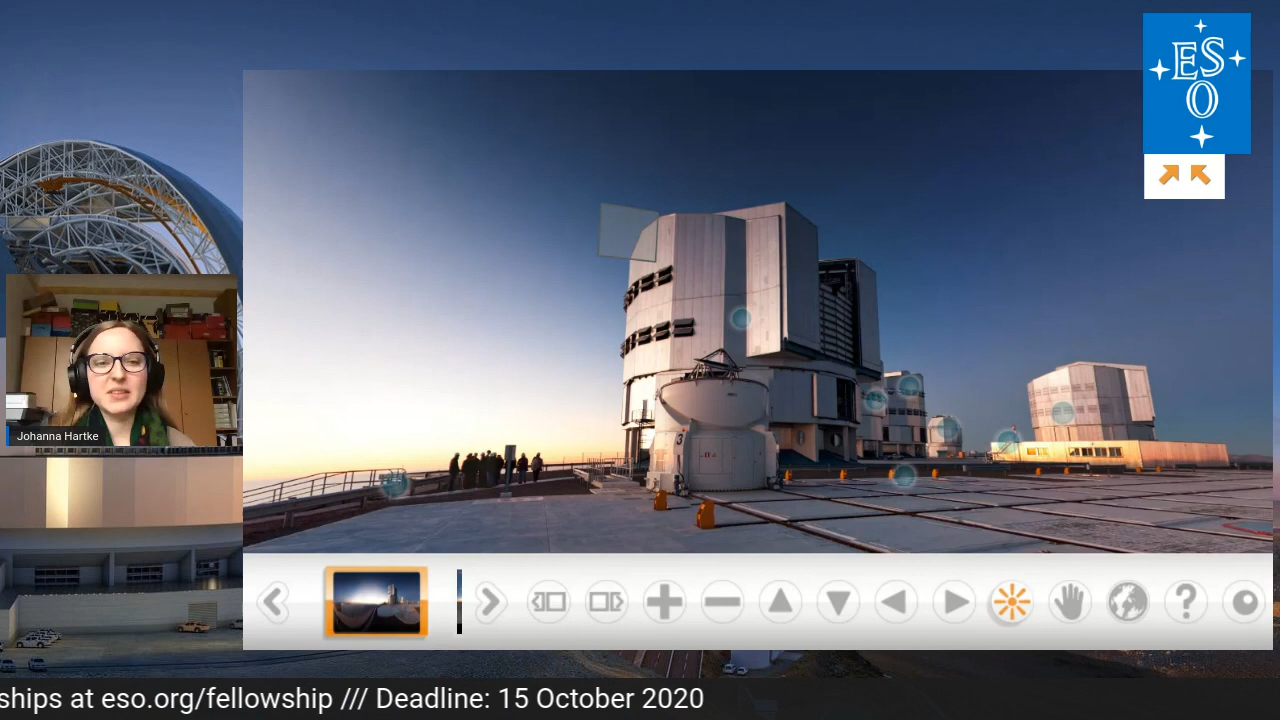 ESO
3
Johanna Hartke
ships at eso.org/fellowship /// Deadline: 15 October 2020